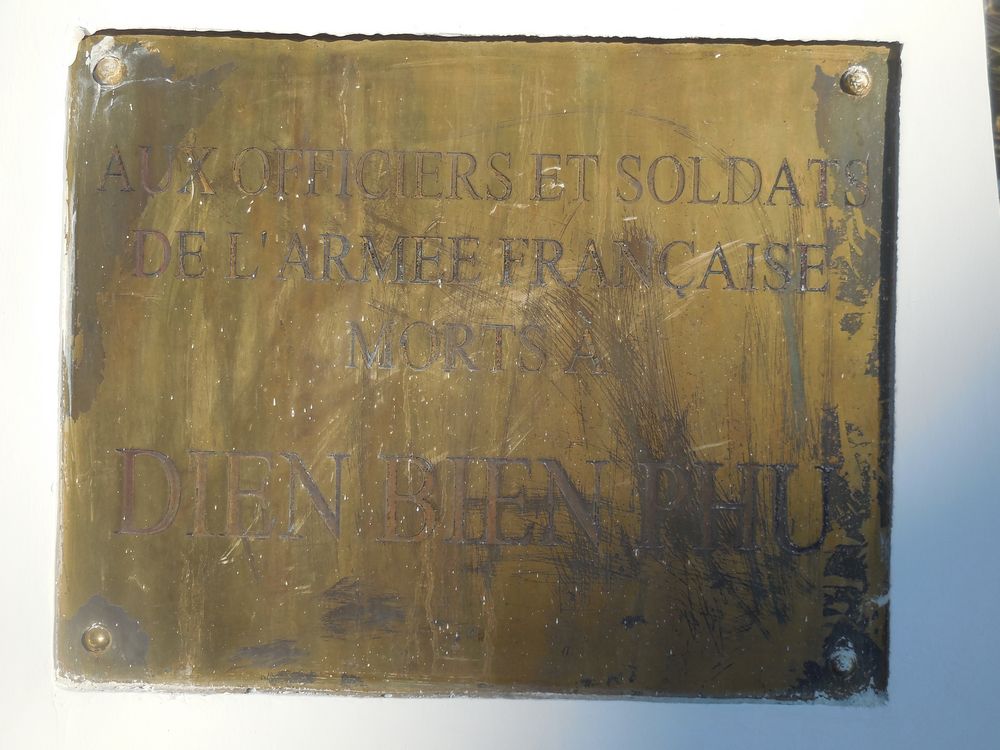 AUX OFFICIERS ET SOLDATS
DE L'ARMÉE FRANÇAISE
MORTS À
DIEN BIEN PHU